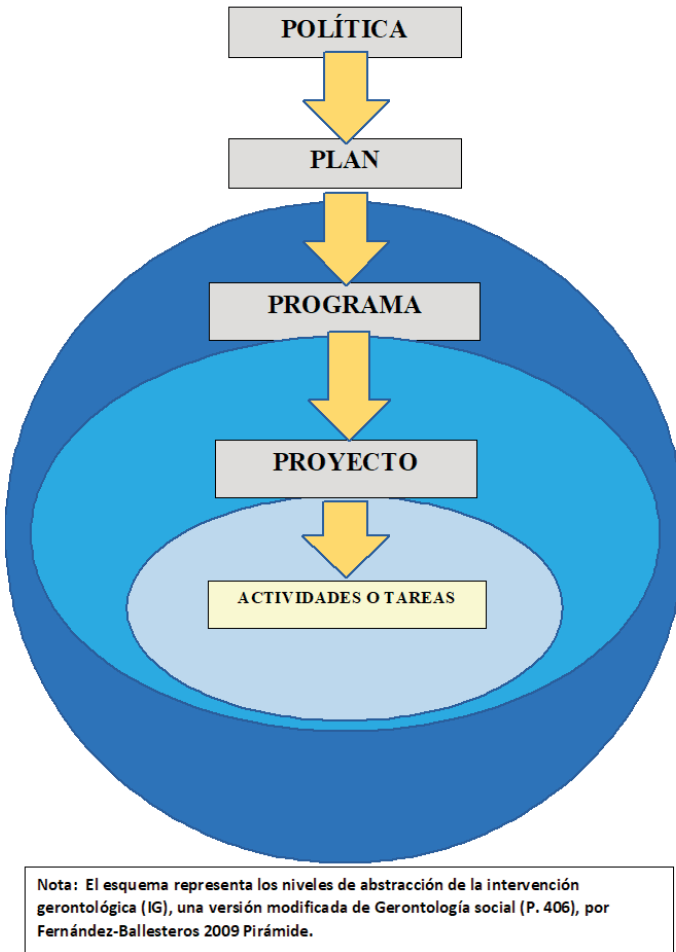 POLÍTICA
PLAN
PROGRAMA
PROYECTO
ACTIVIDADES O TAREAS
Nota: El esquema representa los niveles de abstracción de la intervención
gerontológica (IG), una versión modificada de Gerontología social (P. 406), por
Fernández-Ballesteros 2009 Pirámide.